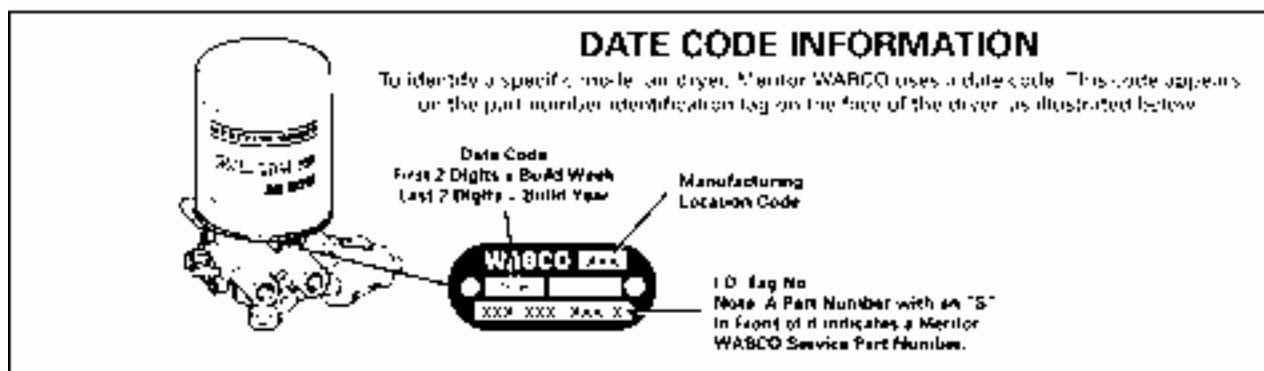 DATE CODE INFORMATION
To identify a specific model air dryer, Meritor WABCO uses a date code. This code appears
on the part number identification tag on the face of the dryer, as illustrated below.
Date Code
First 2 Digits = Build Week
Last 2 Digits = Build Year
Manufacturing
Location Code
WABCO XXX
XXX XXX XXX X
I.D. Tag No.
Note: A Part Number with an "S"
in front of it indicates a Meritor
WABCO Service Part Number.